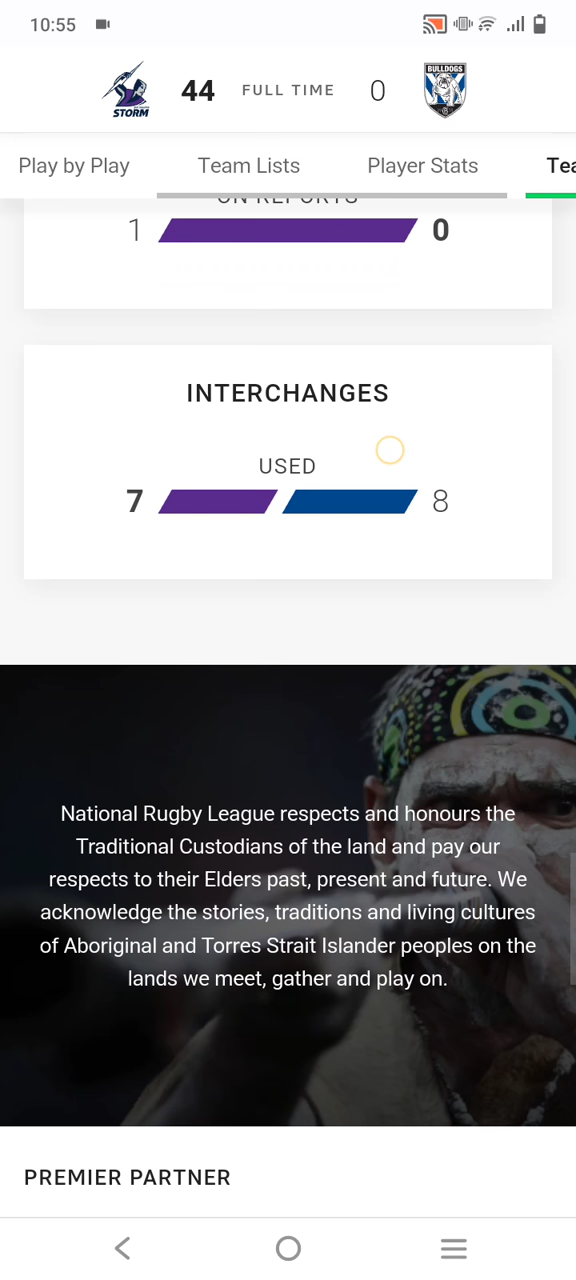 10:55
STORM
44
FULL TIME
0
BULLDOGS
Play by Play
Team Lists
Player Stats
Tea
ON REPORTS
1
0
INTERCHANGES
USED
7
8
National Rugby League respects and honours the
Traditional Custodians of the land and pay our
respects to their Elders past, present and future. We
acknowledge the stories, traditions and living cultures
of Aboriginal and Torres Strait Islander peoples on the
lands we meet, gather and play on.
PREMIER PARTNER